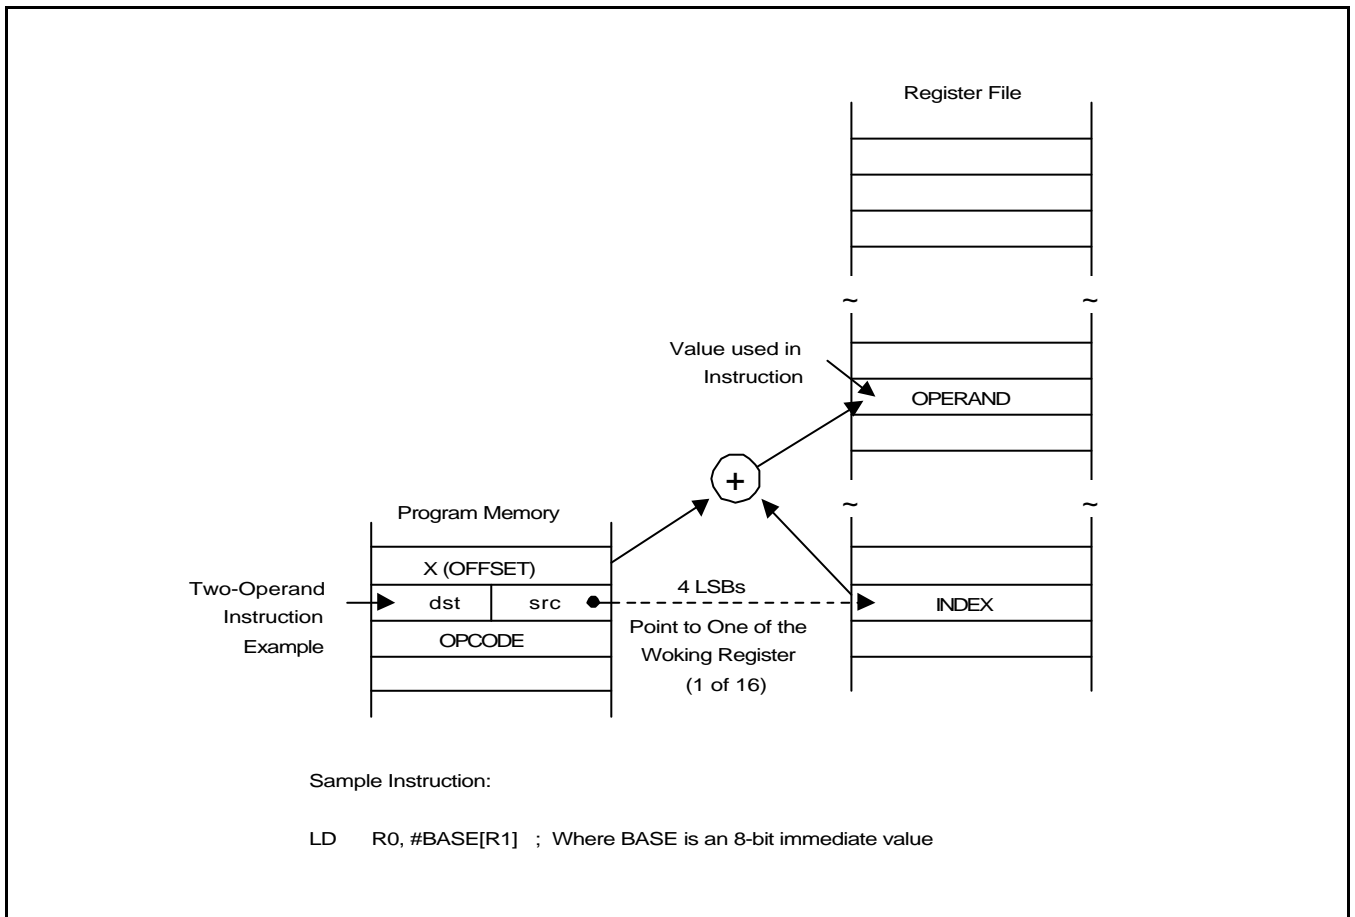 Register File
~ ~
Value used in
Instruction
OPERAND
+
~ ~
Program Memory
X (OFFSET)
Two-Operand
Instruction
Example
dst src
4 LSBs
INDEX
OPCODE
Point to One of the
Woking Register
(1 of 16)
Sample Instruction:
LD R0, #BASE[R1] ; Where BASE is an 8-bit immediate value